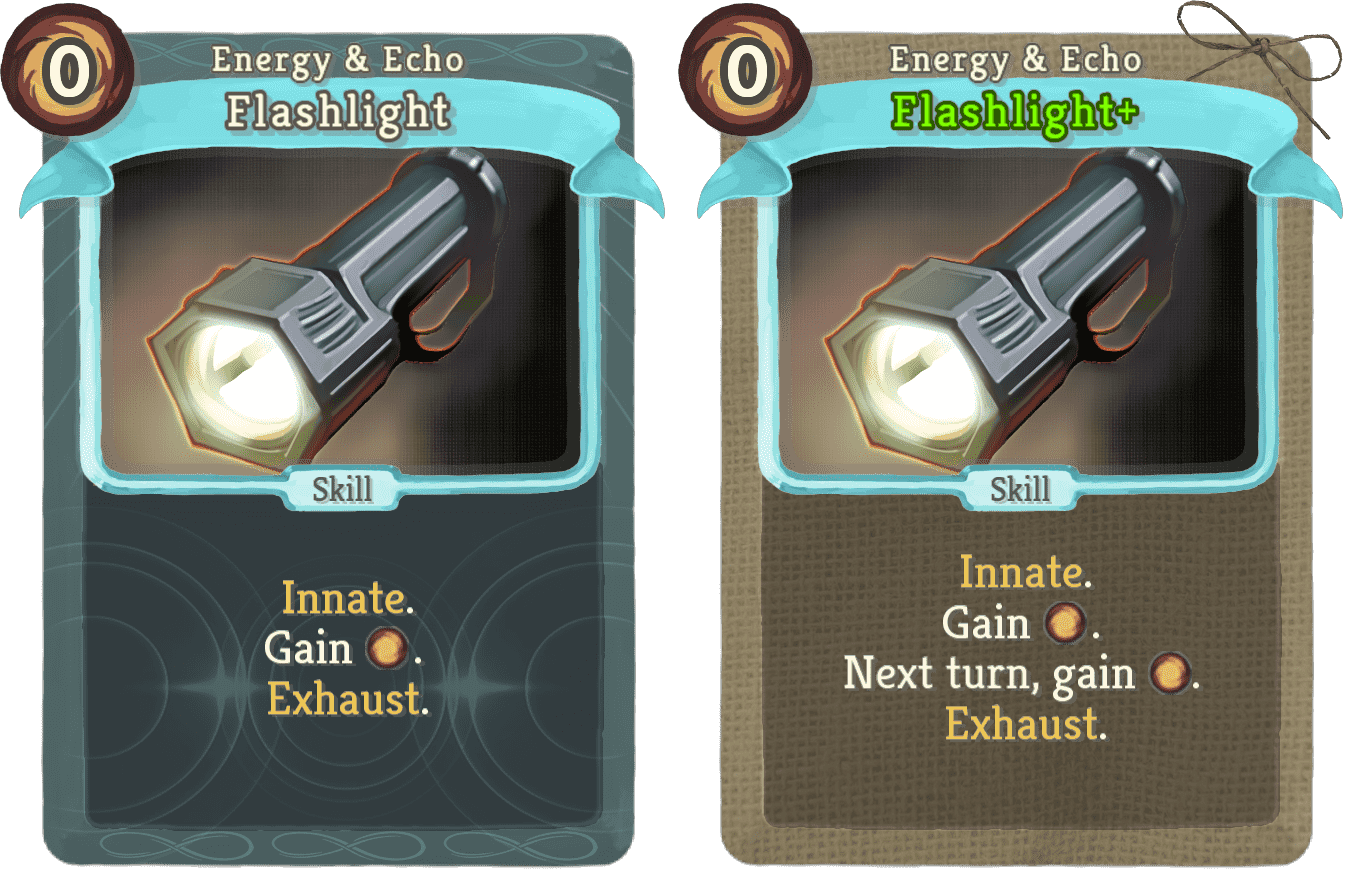 0
Energy & Echo
Flashlight
Skill
Innate.
Gain .
Exhaust.
0
Energy & Echo
Flashlight+
Skill
Innate.
Gain .
Next turn, gain .
Exhaust.